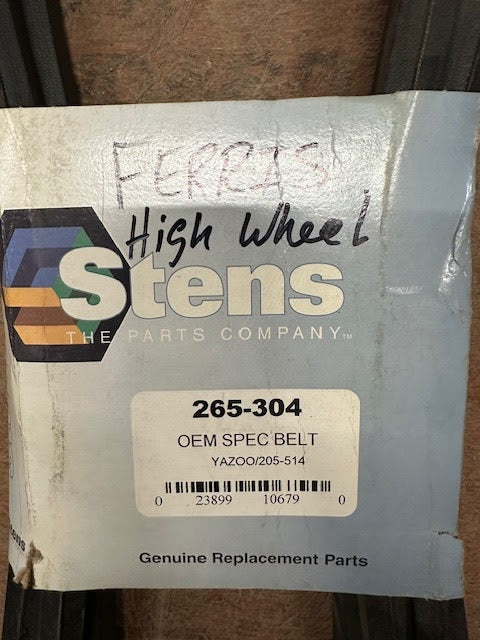 FERRIS
High Wheel
Stens
THE PARTS COMPANY™
265-304
OEM SPEC BELT
YAZOO/205-514
0 23899 10679 0
Genuine Replacement Parts